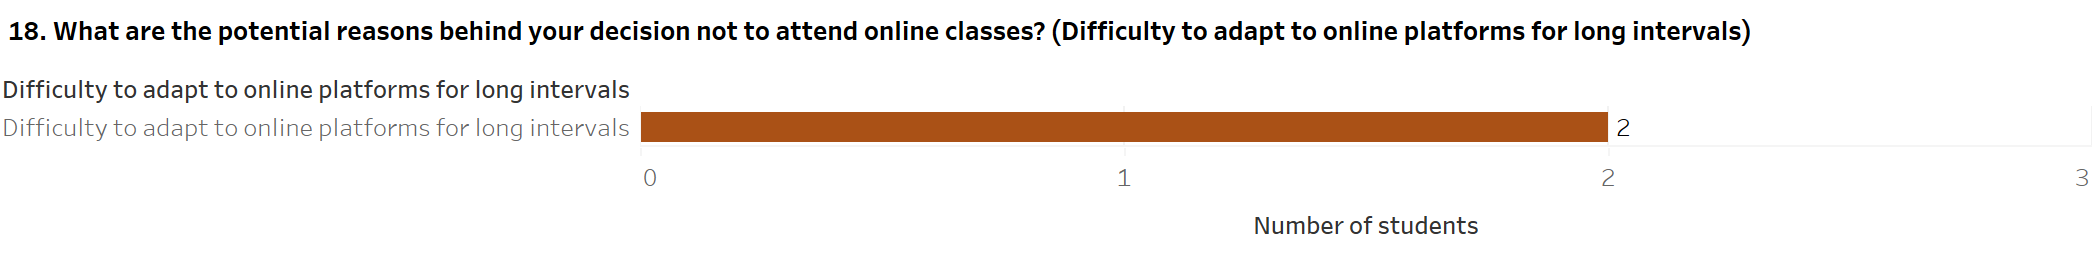 18. What are the potential reasons behind your decision not to attend online classes? (Difficulty to adapt to online platforms for long intervals)
Difficulty to adapt to online platforms for long intervals
Difficulty to adapt to online platforms for long intervals
2
0 1 2 3
Number of students